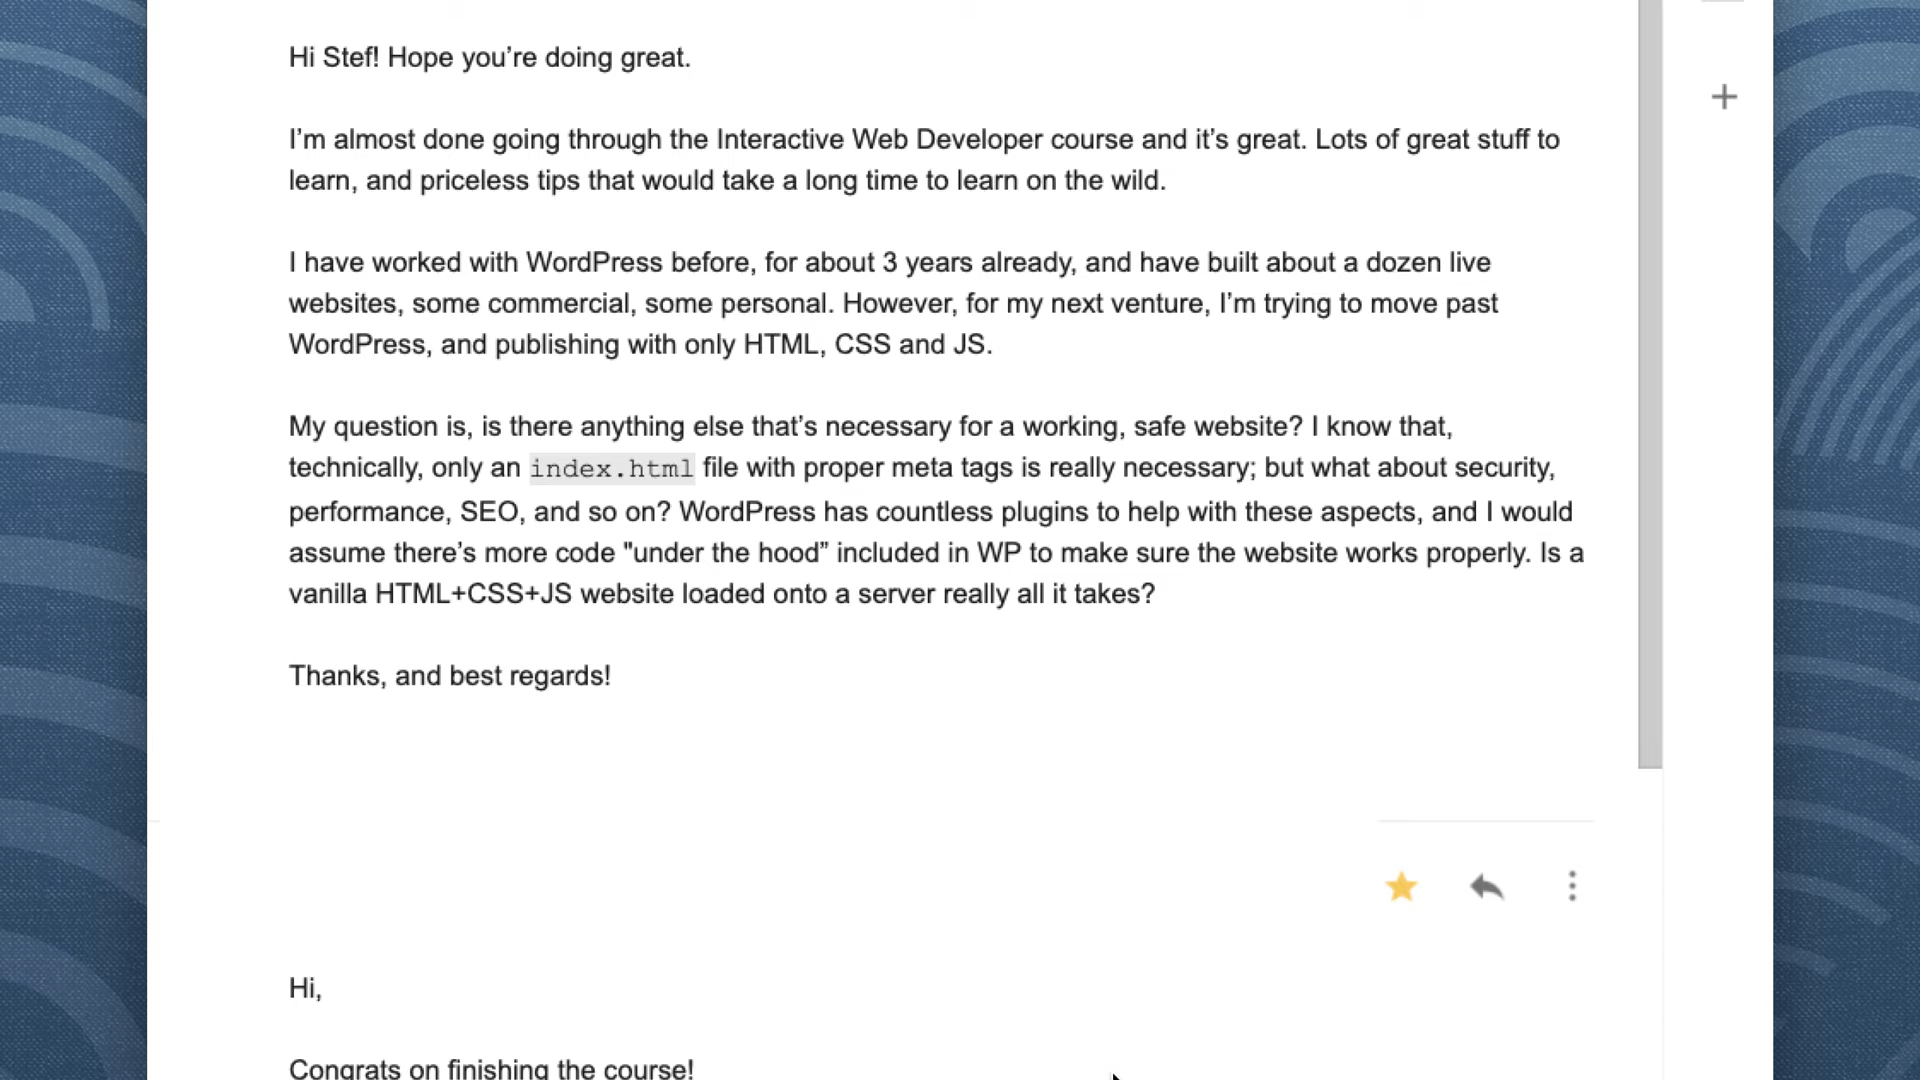 Hi Stef! Hope you’re doing great.
I’m almost done going through the Interactive Web Developer course and it’s great. Lots of great stuff to
learn, and priceless tips that would take a long time to learn on the wild.
I have worked with WordPress before, for about 3 years already, and have built about a dozen live
websites, some commercial, some personal. However, for my next venture, I’m trying to move past
WordPress, and publishing with only HTML, CSS and JS.
My question is, is there anything else that’s necessary for a working, safe website? I know that,
technically, only an index.html file with proper meta tags is really necessary; but what about security,
performance, SEO, and so on? WordPress has countless plugins to help with these aspects, and I would
assume there’s more code "under the hood” included in WP to make sure the website works properly. Is a
vanilla HTML+CSS+JS website loaded onto a server really all it takes?
Thanks, and best regards!
Hi,
Congrats on finishing the course!